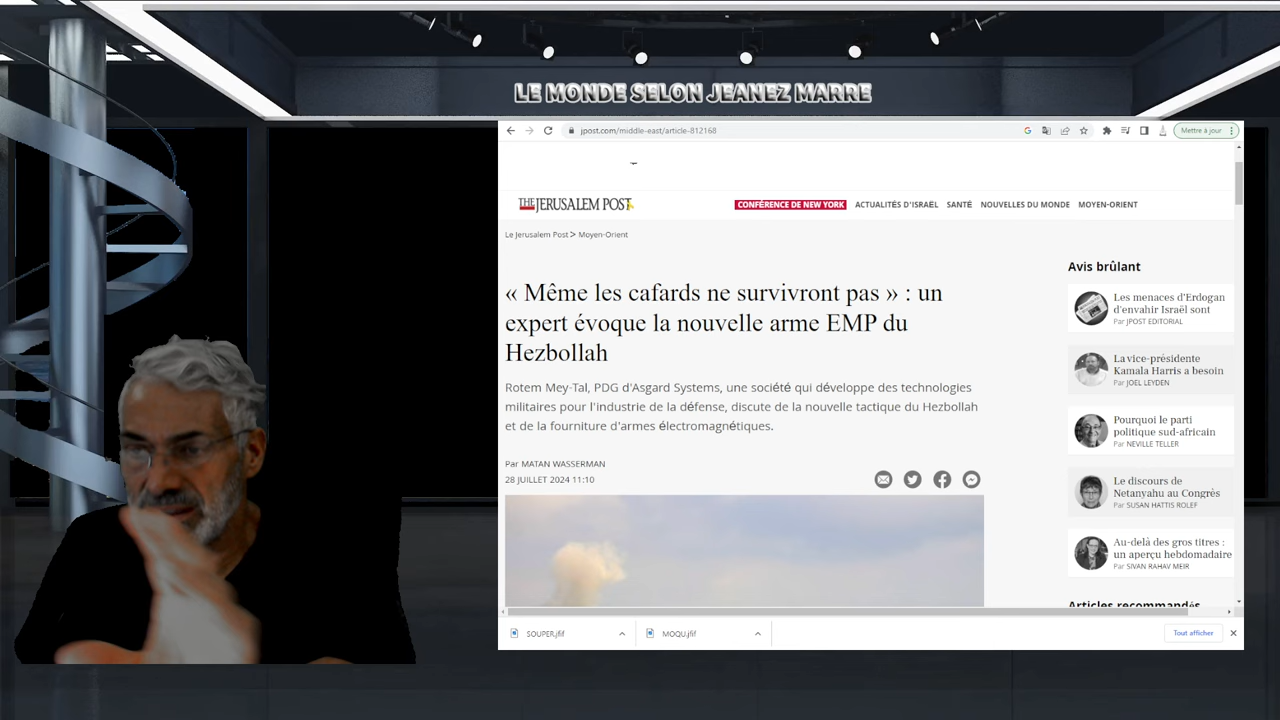 LE MONDE SELON JEANEZ MARRE
jpost.com/middle-east/article-812168
Mettre à jour
THE JERUSALEM POST
CONFÉRENCE DE NEW YORK ACTUALITÉS D'ISRAËL SANTÉ NOUVELLES DU MONDE MOYEN-ORIENT
Le Jerusalem Post > Moyen-Orient
« Même les cafards ne survivront pas » : un
expert évoque la nouvelle arme EMP du
Hezbollah
Rotem Mey-Tal, PDG d'Asgard Systems, une société qui développe des technologies
militaires pour l'industrie de la défense, discute de la nouvelle tactique du Hezbollah
et de la fourniture d'armes électromagnétiques.
Par MATAN WASSERMAN
28 JUILLET 2024 11:10
Avis brûlant
Les menaces d'Erdogan
d'envahir Israël sont
Par JPOST EDITORIAL
La vice-présidente
Kamala Harris a besoin
Par JOEL LEYDEN
Pourquoi le parti
politique sud-africain
Par NEVILLE TELLER
Le discours de
Netanyahu au Congrès
Par SUSAN HATTIS ROLEF
Au-delà des gros titres :
un aperçu hebdomadaire
Par SIVAN RAHAV MEIR
Articles recommandés
SOUPER.jfif
MOQU.jfif
Tout afficher